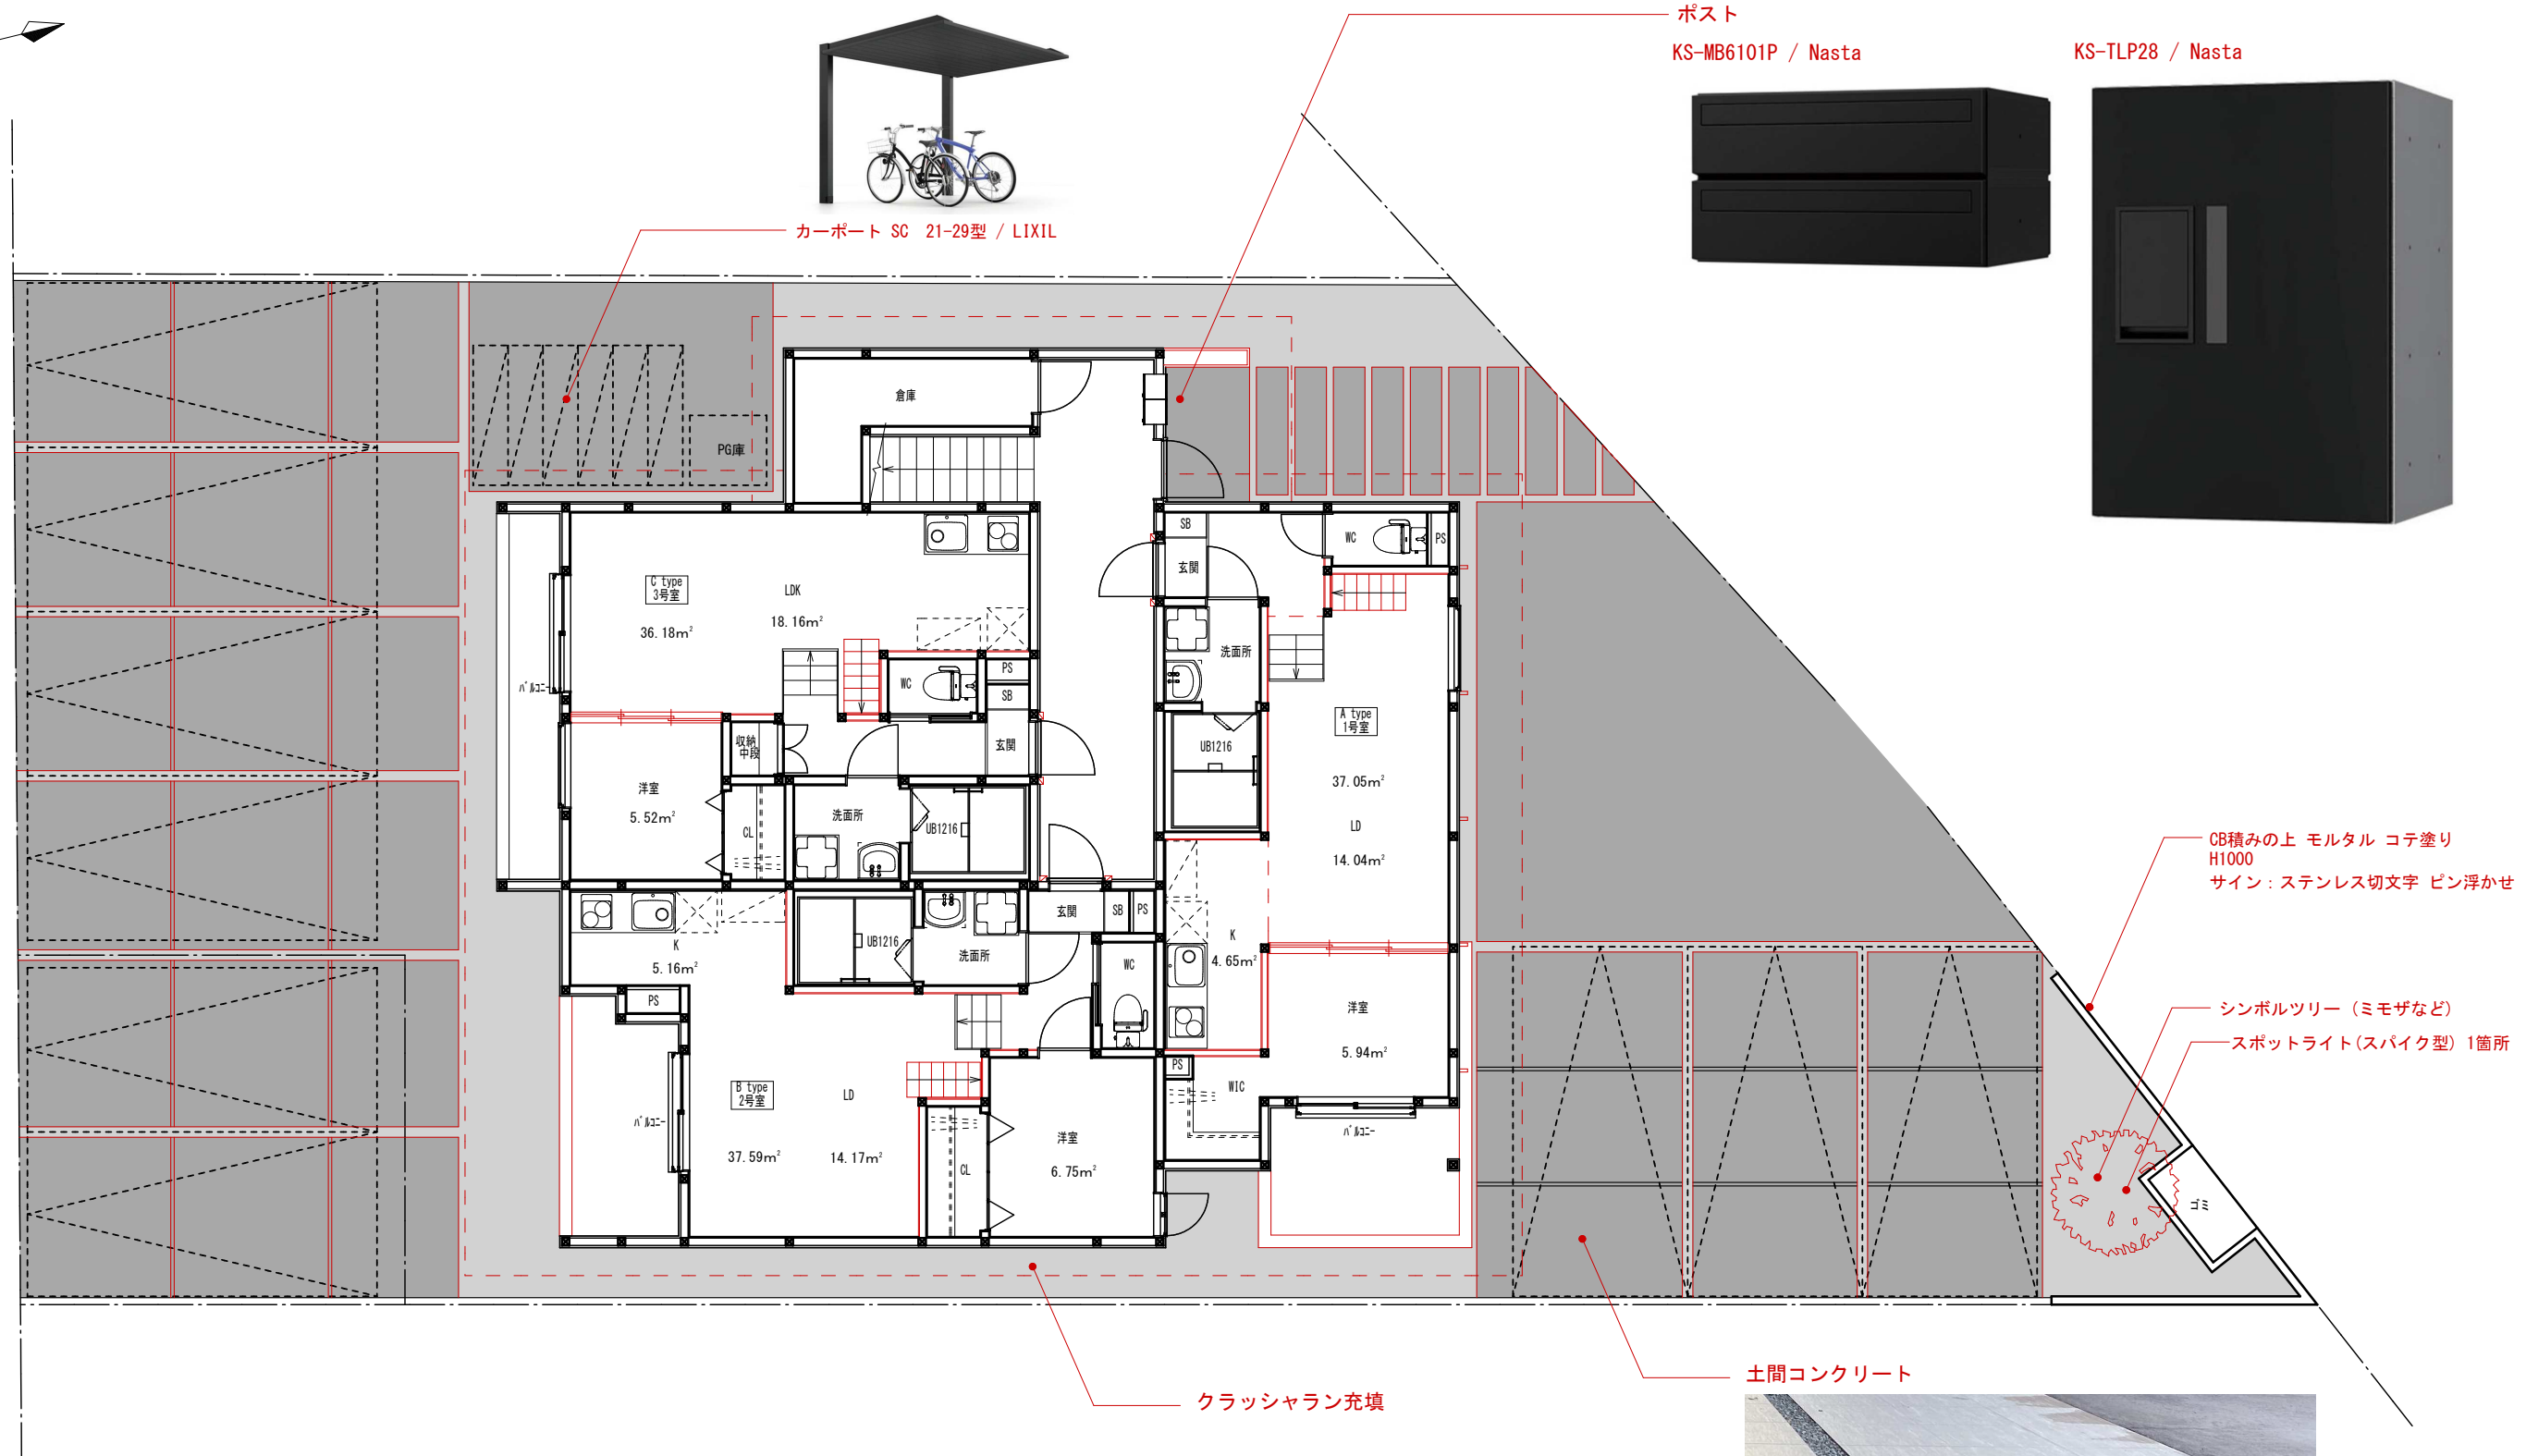 ポスト
KS-MB6101P / Nasta
KS-TLP28 / Nasta
カーポート SC 21-29型 / LIXIL
倉庫
PG庫
SB
WC
PS
玄関
C type
3号室
LDK
36.18m²
18.16m²
洗面所
PS
WC
SB
バルコニー
A type
1号室
収納
中段
玄関
UB1216
洋室
37.05m²
5.52m²
洗面所
LD
CL
UB1216
14.04m²
CB積みの上 モルタル コテ塗り
H1000
サイン：ステンレス切文字 ピン浮かせ
玄関
SB
PS
K
UB1216
洗面所
K
5.16m²
WC
4.65m²
PS
洋室
シンボルツリー（ミモザなど）
スポットライト(スパイク型) 1箇所
5.94m²
PS
WIC
B type
2号室
LD
バルコニー
バルコニー
洋室
37.59m²
14.17m²
CL
6.75m²
ゴミ
土間コンクリート
クラッシャラン充填